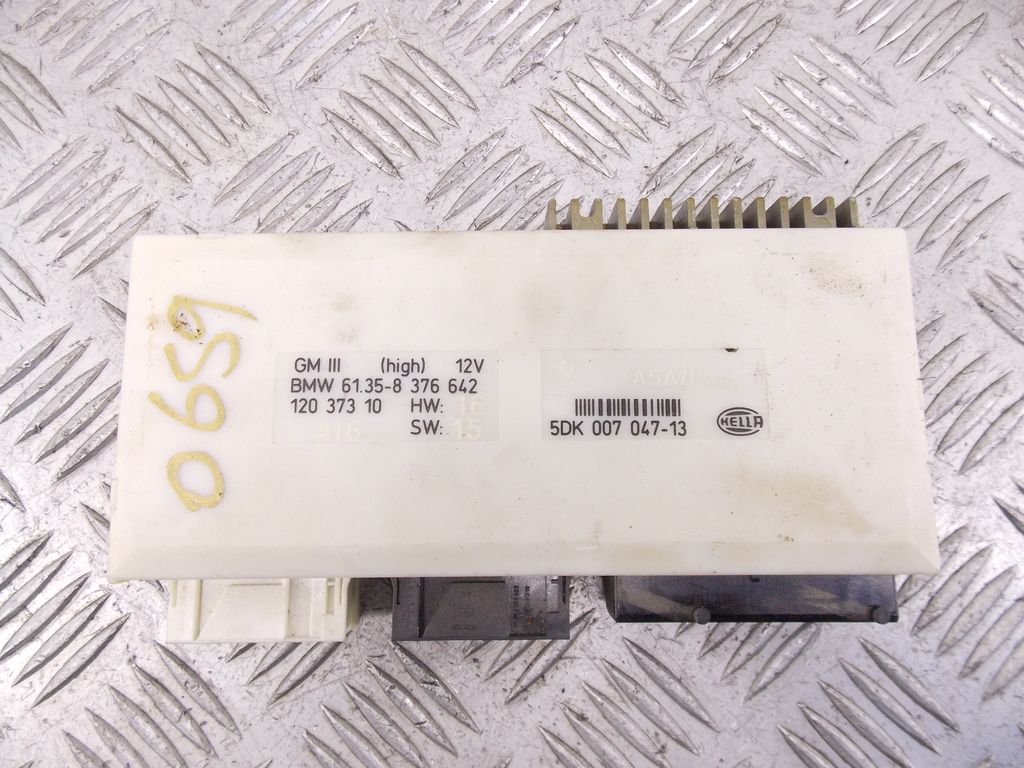 0659
GM III (high) 12V
BMW 61.35-8 376 642
120 373 10 HW: 16
416 SW: 15
5DK 007 047-13
HELLA